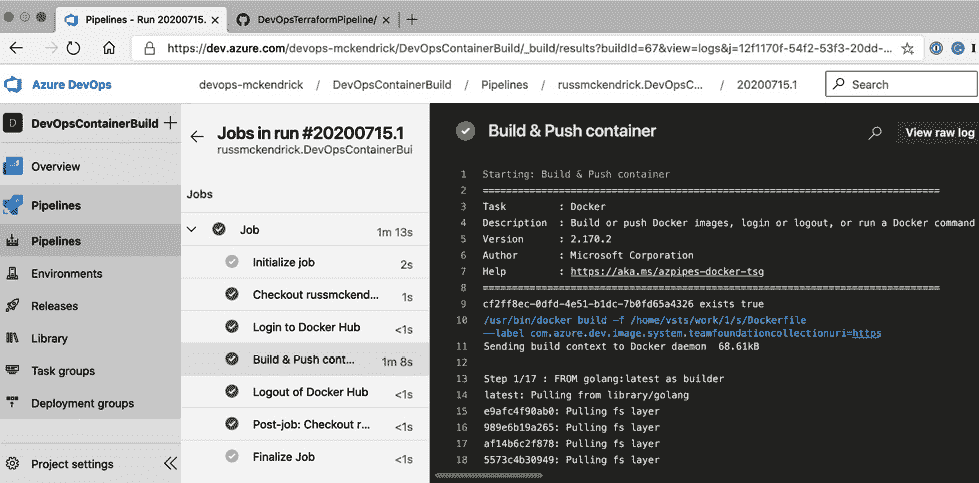 Pipelines - Run 20200715.
DevOpsTerraformPipeline/
https://dev.azure.com/devops-mckendrick/DevOpsContainerBuild/_build/results?buildId=67&view=logs&j=12f1170f-54f2-53f3-20dd-...
Azure DevOps
devops-mckendrick / DevOpsContainerBuild / Pipelines / russmckendrick.DevOpsC... / 20200715.1
Search
D DevOpsContainerBuild +
Overview
Pipelines
Pipelines
Environments
Releases
Library
Task groups
Deployment groups
Project settings
Jobs in run #20200715.1
russmckendrick.DevOpsContainerBui
Jobs
Job 1m 13s
Initialize job 2s
Checkout russmckend... 1s
Login to Docker Hub <1s
Build & Push cont... 1m 8s
Logout of Docker Hub <1s
Post-job: Checkout r... <1s
Finalize Job <1s
Build & Push container
View raw log
1 Starting: Build & Push container
2 ==============================================================================
3 Task : Docker
4 Description : Build or push Docker images, login or logout, or run a Docker command
5 Version : 2.170.2
6 Author : Microsoft Corporation
7 Help : https://aka.ms/azpipes-docker-tsg
8 ==============================================================================
9 cf2ff8ec-0dfd-4e51-b1dc-7b0fd65a4326 exists true
10 /usr/bin/docker build -f /home/vsts/work/1/s/Dockerfile
--label com.azure.dev.image.system.teamfoundationcollectionuri=https
11 Sending build context to Docker daemon 68.61kB
12
13 Step 1/17 : FROM golang:latest as builder
14 latest: Pulling from library/golang
15 e9afc4f90ab0: Pulling fs layer
16 989e6b19a265: Pulling fs layer
17 af14b6c2f878: Pulling fs layer
18 5573c4b30949: Pulling fs layer